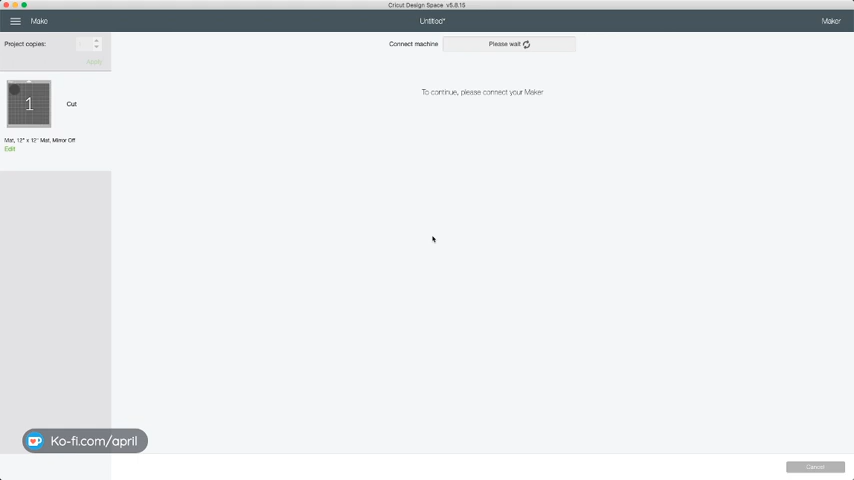 Cricut Design Space v5.8.15
Make
Untitled*
Maker
Project copies:
Connect machine
Please wait
Apply
To continue, please connect your Maker
1
Cut
Mat, 12" x 12" Mat, Mirror Off
Edit
Ko-fi.com/april
Cancel